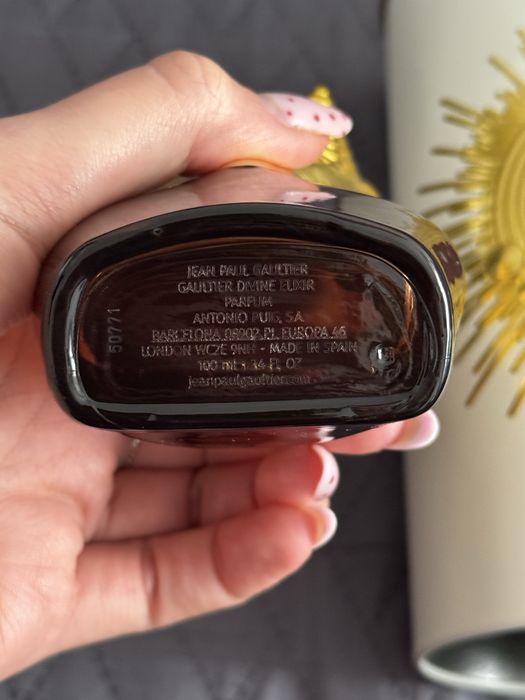 JEAN PAUL GAULTIER
GAULTIER DIVINE ELIXIR
PARFUM
ANTONIO PUIG, S.A.
BARCELONA 08902 PL. EUROPA 46
LONDON WC2E 9NH - MADE IN SPAIN
100 ml e 3.4 FL OZ
jeanpaulgaultier.com
50771